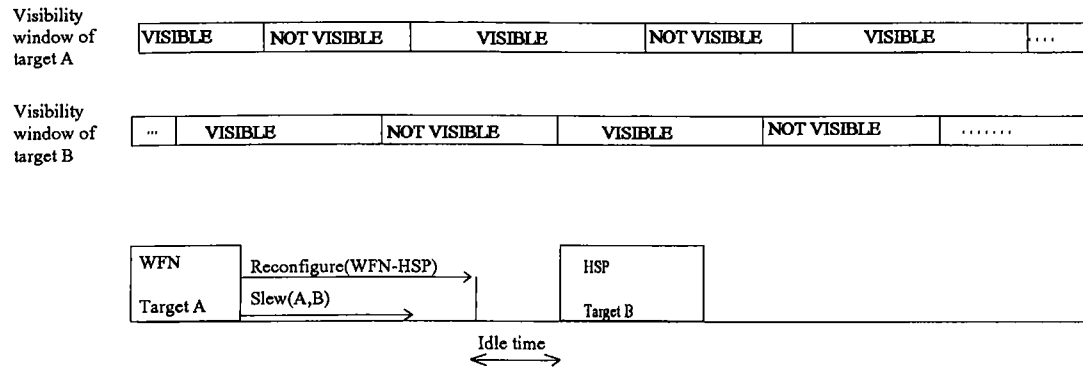 Visibility
window of
target A
VISIBLE NOT VISIBLE VISIBLE NOT VISIBLE VISIBLE ....
Visibility
window of
target B
... VISIBLE NOT VISIBLE VISIBLE NOT VISIBLE .......
WFN Reconfigure(WFN-HSP) HSP
Target A Slew(A,B) Target B
Idle time